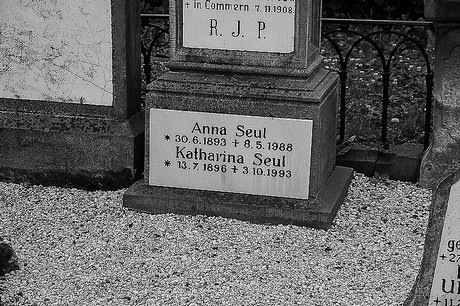 + in Commern 7.11.1908
R. J. P.
Anna Seul
* 30.6.1893 + 8.5.1988
Katharina Seul
* 13.7.1896 + 3.10.1993